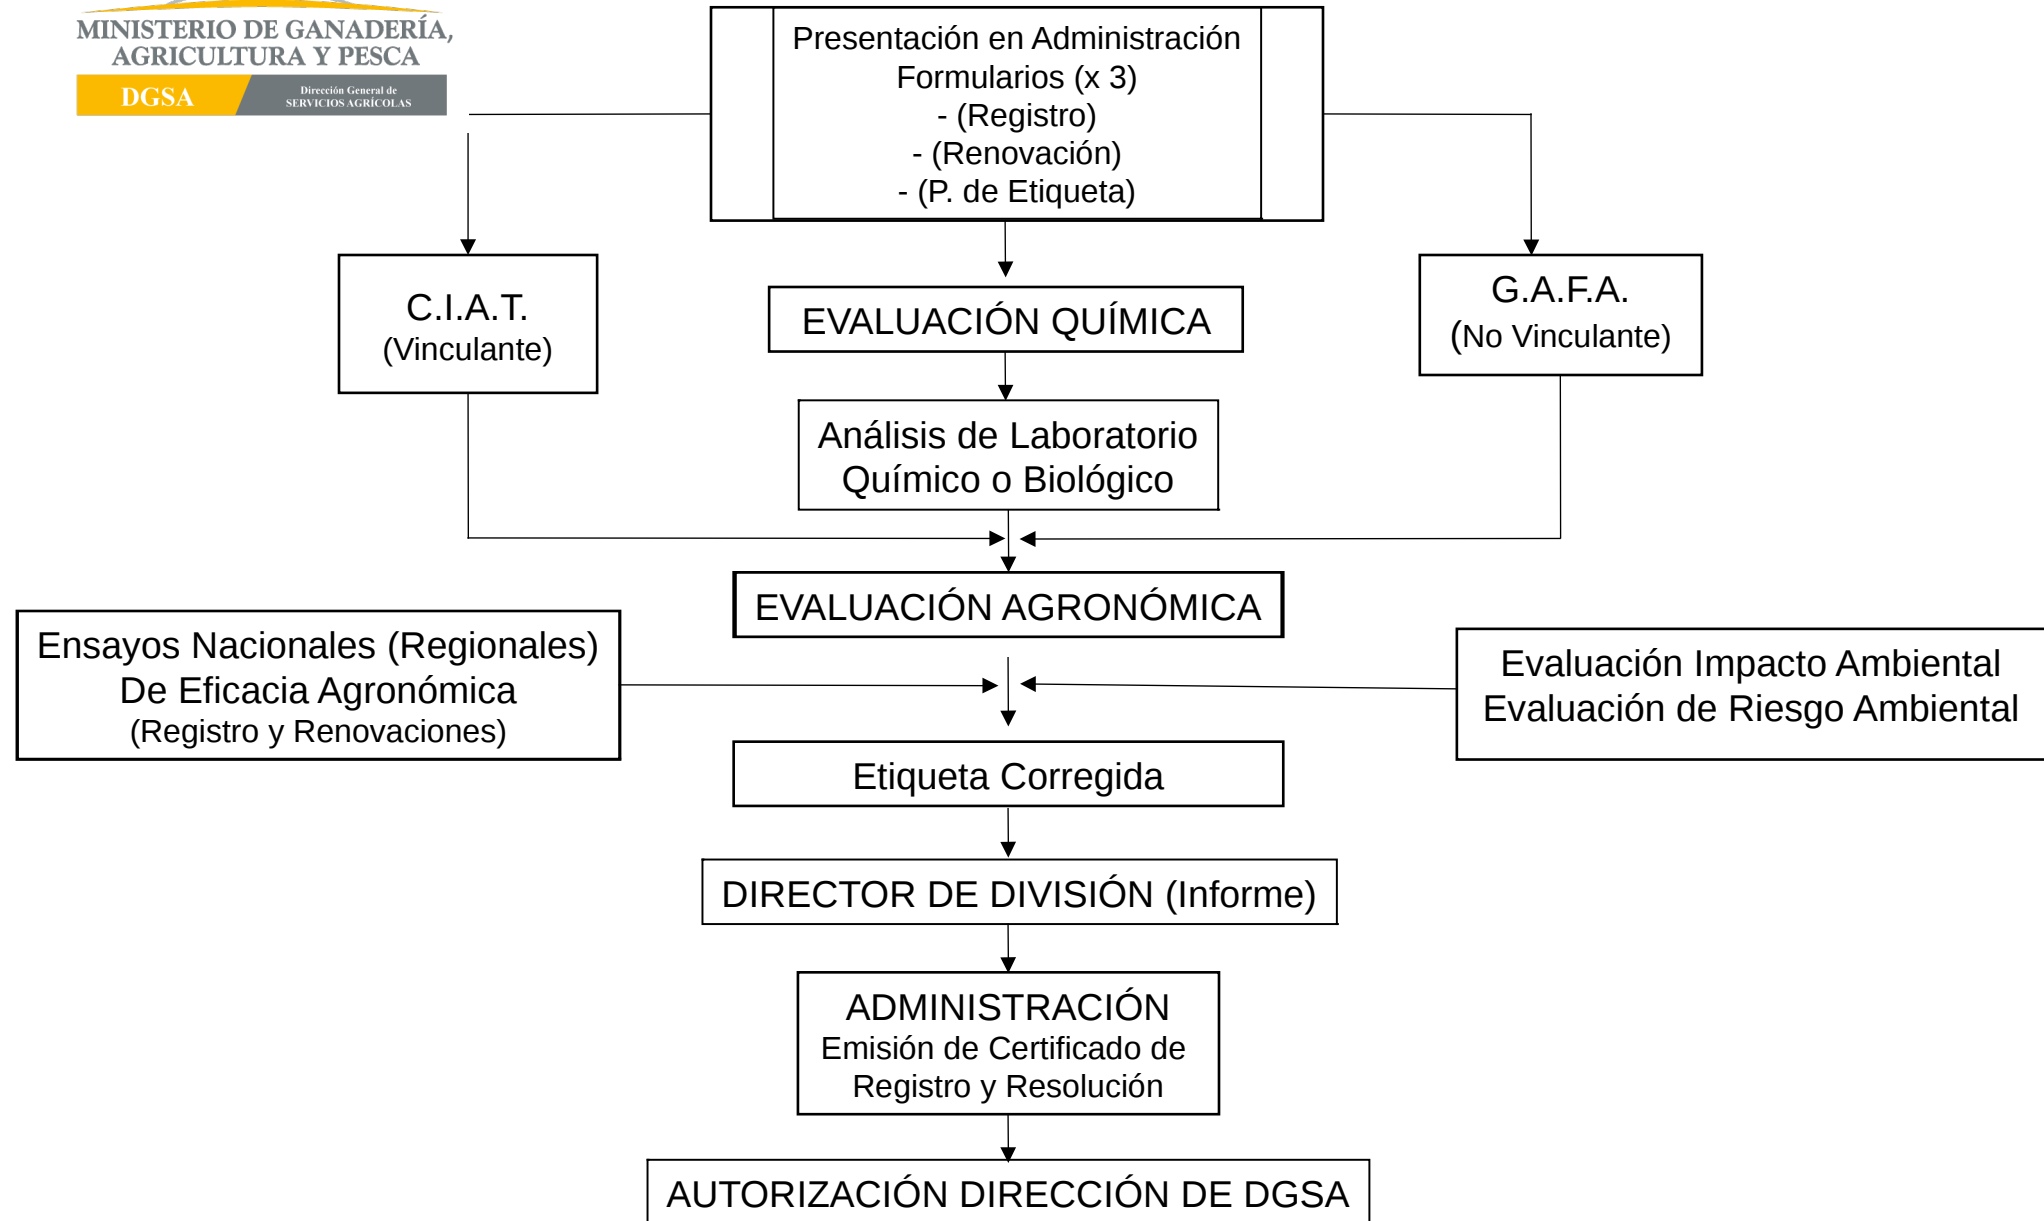 MINISTERIO DE GANADERÍA,
AGRICULTURA Y PESCA
DGSA
Dirección General de
SERVICIOS AGRÍCOLAS
Presentación en Administración
Formularios (x 3)
- (Registro)
- (Renovación)
- (P. de Etiqueta)
C.I.A.T.
(Vinculante)
EVALUACIÓN QUÍMICA
G.A.F.A.
(No Vinculante)
Análisis de Laboratorio
Químico o Biológico
EVALUACIÓN AGRONÓMICA
Ensayos Nacionales (Regionales)
De Eficacia Agronómica
(Registro y Renovaciones)
Evaluación Impacto Ambiental
Evaluación de Riesgo Ambiental
Etiqueta Corregida
DIRECTOR DE DIVISIÓN (Informe)
ADMINISTRACIÓN
Emisión de Certificado de
Registro y Resolución
AUTORIZACIÓN DIRECCIÓN DE DGSA